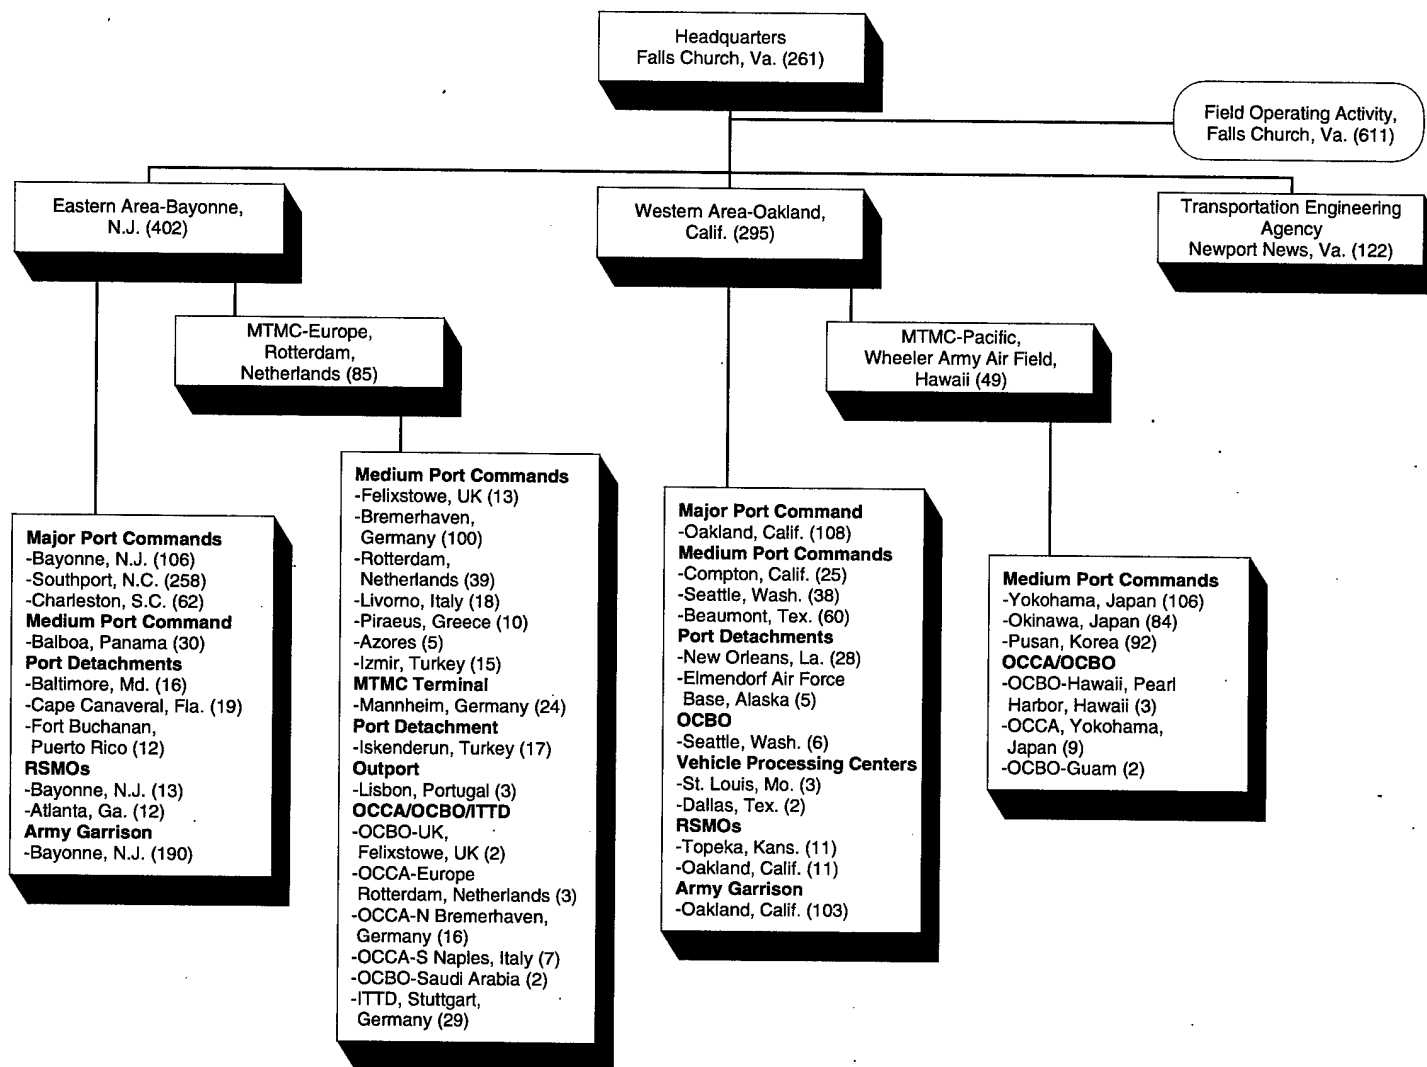 Headquarters
Falls Church, Va. (261)
Field Operating Activity,
Falls Church, Va. (611)
Eastern Area-Bayonne,
N.J. (402)
Western Area-Oakland,
Calif. (295)
Transportation Engineering
Agency
Newport News, Va. (122)
MTMC-Europe,
Rotterdam,
Netherlands (85)
MTMC-Pacific,
Wheeler Army Air Field,
Hawaii (49)
Major Port Commands
-Bayonne, N.J. (106)
-Southport, N.C. (258)
-Charleston, S.C. (62)
Medium Port Command
-Balboa, Panama (30)
Port Detachments
-Baltimore, Md. (16)
-Cape Canaveral, Fla. (19)
-Fort Buchanan,
Puerto Rico (12)
RSMOs
-Bayonne, N.J. (13)
-Atlanta, Ga. (12)
Army Garrison
-Bayonne, N.J. (190)
Medium Port Commands
-Felixstowe, UK (13)
-Bremerhaven,
Germany (100)
-Rotterdam,
Netherlands (39)
-Livorno, Italy (18)
-Piraeus, Greece (10)
-Azores (5)
-Izmir, Turkey (15)
MTMC Terminal
-Mannheim, Germany (24)
Port Detachment
-Iskenderun, Turkey (17)
Outport
-Lisbon, Portugal (3)
OCCA/OCBO/ITTD
-OCBO-UK,
Felixstowe, UK (2)
-OCCA-Europe
Rotterdam, Netherlands (3)
-OCCA-N Bremerhaven,
Germany (16)
-OCCA-S Naples, Italy (7)
-OCBO-Saudi Arabia (2)
-ITTD, Stuttgart,
Germany (29)
Major Port Command
-Oakland, Calif. (108)
Medium Port Commands
-Compton, Calif. (25)
-Seattle, Wash. (38)
-Beaumont, Tex. (60)
Port Detachments
-New Orleans, La. (28)
-Elmendorf Air Force
Base, Alaska (5)
OCBO
-Seattle, Wash. (6)
Vehicle Processing Centers
-St. Louis, Mo. (3)
-Dallas, Tex. (2)
RSMOs
-Topeka, Kans. (11)
-Oakland, Calif. (11)
Army Garrison
-Oakland, Calif. (103)
Medium Port Commands
-Yokohama, Japan (106)
-Okinawa, Japan (84)
-Pusan, Korea (92)
OCCA/OCBO
-OCBO-Hawaii, Pearl
Harbor, Hawaii (3)
-OCCA, Yokohama,
Japan (9)
-OCBO-Guam (2)